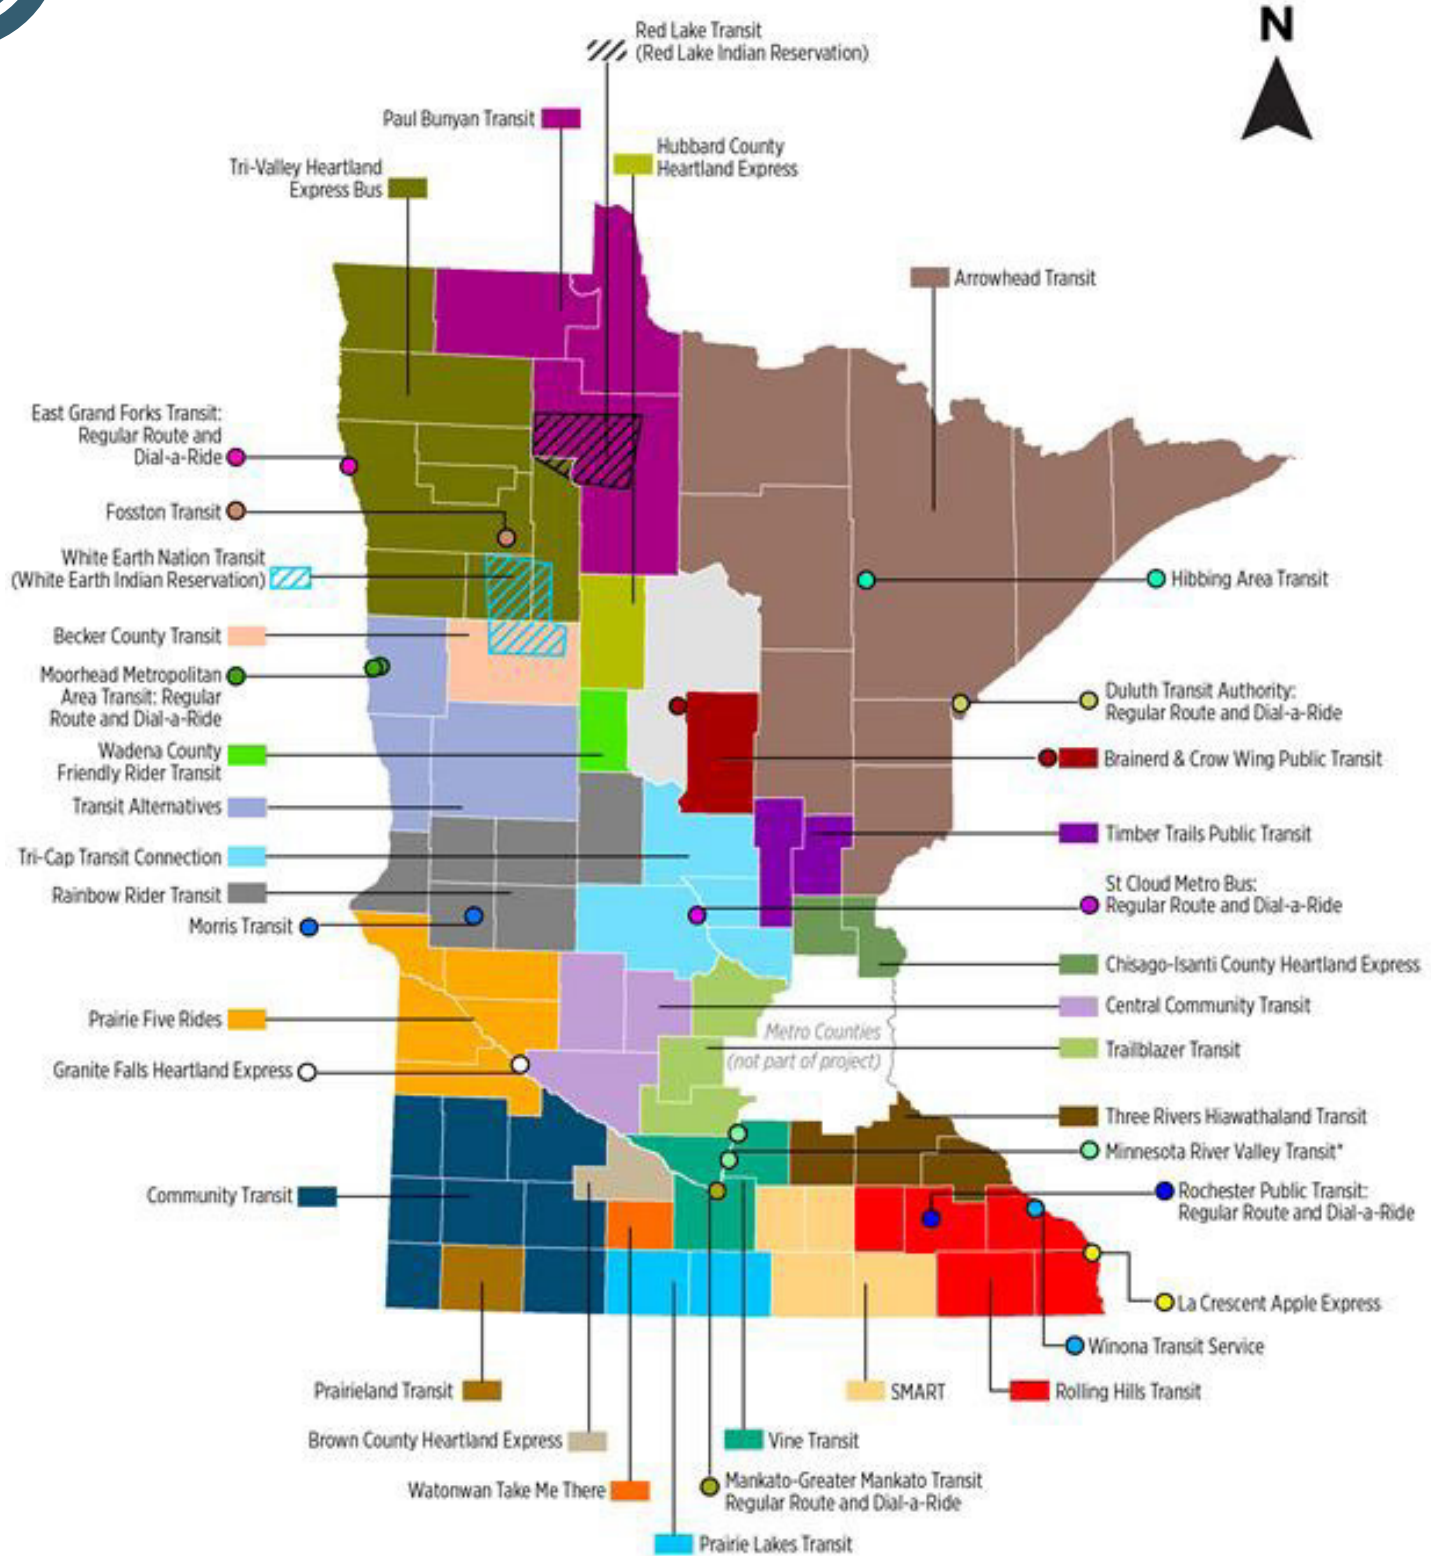 N
Red Lake Transit
(Red Lake Indian Reservation)
Paul Bunyan Transit
Hubbard County
Heartland Express
Tri-Valley Heartland
Express Bus
Arrowhead Transit
East Grand Forks Transit:
Regular Route and
Dial-a-Ride
Fosston Transit
White Earth Nation Transit
(White Earth Indian Reservation)
Hibbing Area Transit
Becker County Transit
Moorhead Metropolitan
Area Transit: Regular
Route and Dial-a-Ride
Duluth Transit Authority:
Regular Route and Dial-a-Ride
Wadena County
Friendly Rider Transit
Brainerd & Crow Wing Public Transit
Transit Alternatives
Timber Trails Public Transit
Tri-Cap Transit Connection
Rainbow Rider Transit
St Cloud Metro Bus:
Regular Route and Dial-a-Ride
Morris Transit
Chisago-Isanti County Heartland Express
Central Community Transit
Prairie Five Rides
Metro Counties
(not part of project)
Trailblazer Transit
Granite Falls Heartland Express
Three Rivers Hiawathaland Transit
Minnesota River Valley Transit*
Community Transit
Rochester Public Transit:
Regular Route and Dial-a-Ride
La Crescent Apple Express
Winona Transit Service
Prairieland Transit
SMART
Rolling Hills Transit
Brown County Heartland Express
Vine Transit
Watonwan Take Me There
Mankato-Greater Mankato Transit
Regular Route and Dial-a-Ride
Prairie Lakes Transit